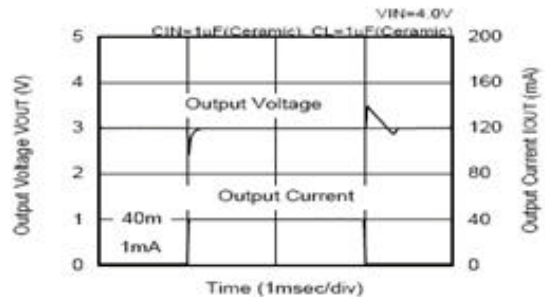 VIN=4.0V
CIN=1uF(Ceramic), CL=1uF(Ceramic)
5
4
3
2
1
0
200
160
120
80
40
0
Output Voltage VOUT (V)
Output Current IOUT (mA)
Output Voltage
Output Current
40m
1mA
Time (1msec/div)